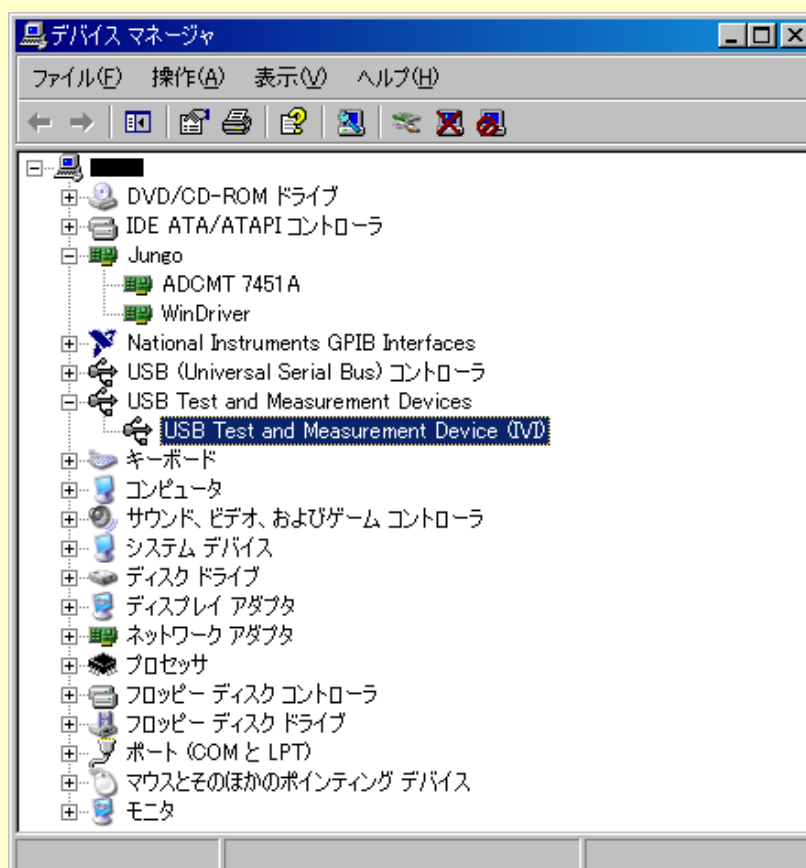 デバイス マネージャ
ファイル(F) 操作(A) 表示(V) ヘルプ(H)
DVD/CD-ROM ドライブ
IDE ATA/ATAPI コントローラ
Jungo
ADCMT 7451A
WinDriver
National Instruments GPIB Interfaces
USB (Universal Serial Bus) コントローラ
USB Test and Measurement Devices
USB Test and Measurement Device (IVI)
キーボード
コンピュータ
サウンド、ビデオ、およびゲーム コントローラ
システム デバイス
ディスク ドライブ
ディスプレイ アダプタ
ネットワーク アダプタ
プロセッサ
フロッピー ディスク コントローラ
フロッピー ディスク ドライブ
ポート (COM と LPT)
マウスとそのほかのポインティング デバイス
モニタ